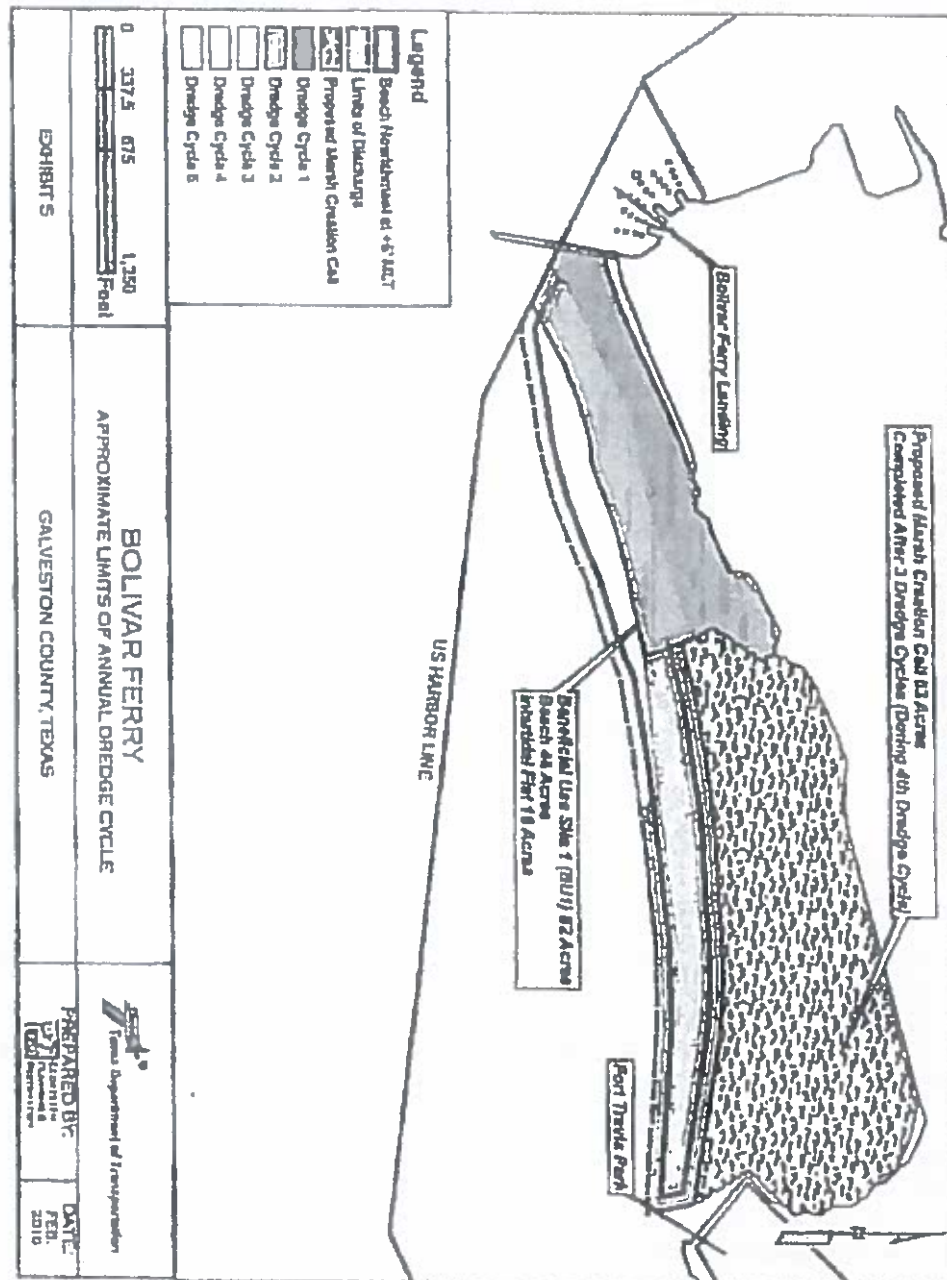 Proposed Marsh Creation Cell 83 Acres
Completed After 3 Dredge Cycles (During 4th Dredge Cycle)
Bolivar Ferry Landing
Beneficial Use Site 1 (BU1) 62 Acres
Beach 44 Acres
Intertidal Flat 18 Acres
Fort Travis Park
US HARBOR LINE
N
Legend
Beach Nourishment at +6' MLT
Limits of Discharge
Proposed Marsh Creation Cell
Dredge Cycle 1
Dredge Cycle 2
Dredge Cycle 3
Dredge Cycle 4
Dredge Cycle 5
0 337.5 675 1,350
Feet
BOLIVAR FERRY
APPROXIMATE LIMITS OF ANNUAL DREDGE CYCLE
Texas Department of Transportation
EXHIBIT 5
GALVESTON COUNTY, TEXAS
PREPARED BY:
DATE:
FEB.
2010